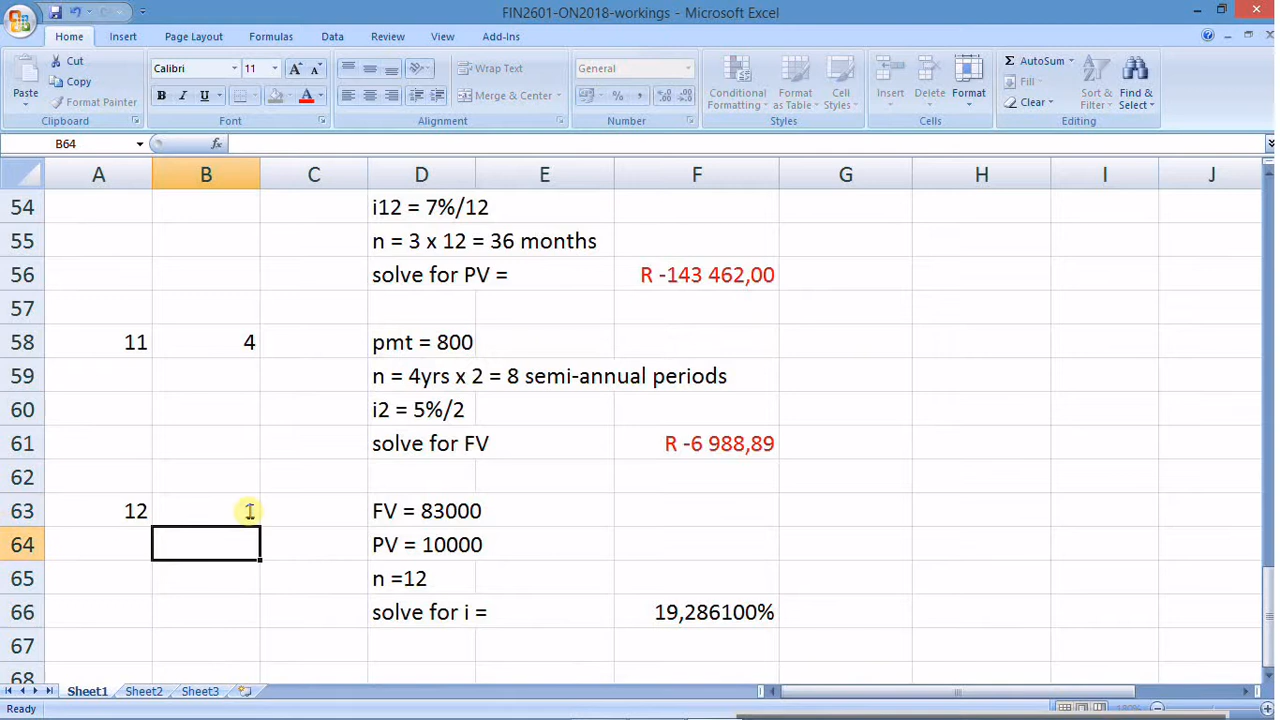 FIN2601-ON2018-workings - Microsoft Excel
Home Insert Page Layout Formulas Data Review View Add-Ins
Paste
Cut
Copy
Format Painter
Clipboard
Calibri 11
B I U
Font
Wrap Text
Merge & Center
Alignment
General
%
Number
Conditional Formatting
Format as Table
Cell Styles
Styles
Insert Delete Format
Cells
AutoSum
Fill
Clear
Sort & Filter
Find & Select
Editing
B64 fx
A B C D E F G H I J
54 i12 = 7%/12
55 n = 3 x 12 = 36 months
56 solve for PV = R -143 462,00
57
58 11 4 pmt = 800
59 n = 4yrs x 2 = 8 semi-annual periods
60 i2 = 5%/2
61 solve for FV R -6 988,89
62
63 12 FV = 83000
64 PV = 10000
65 n =12
66 solve for i = 19,286100%
67
68
Sheet1 Sheet2 Sheet3
Ready 180%